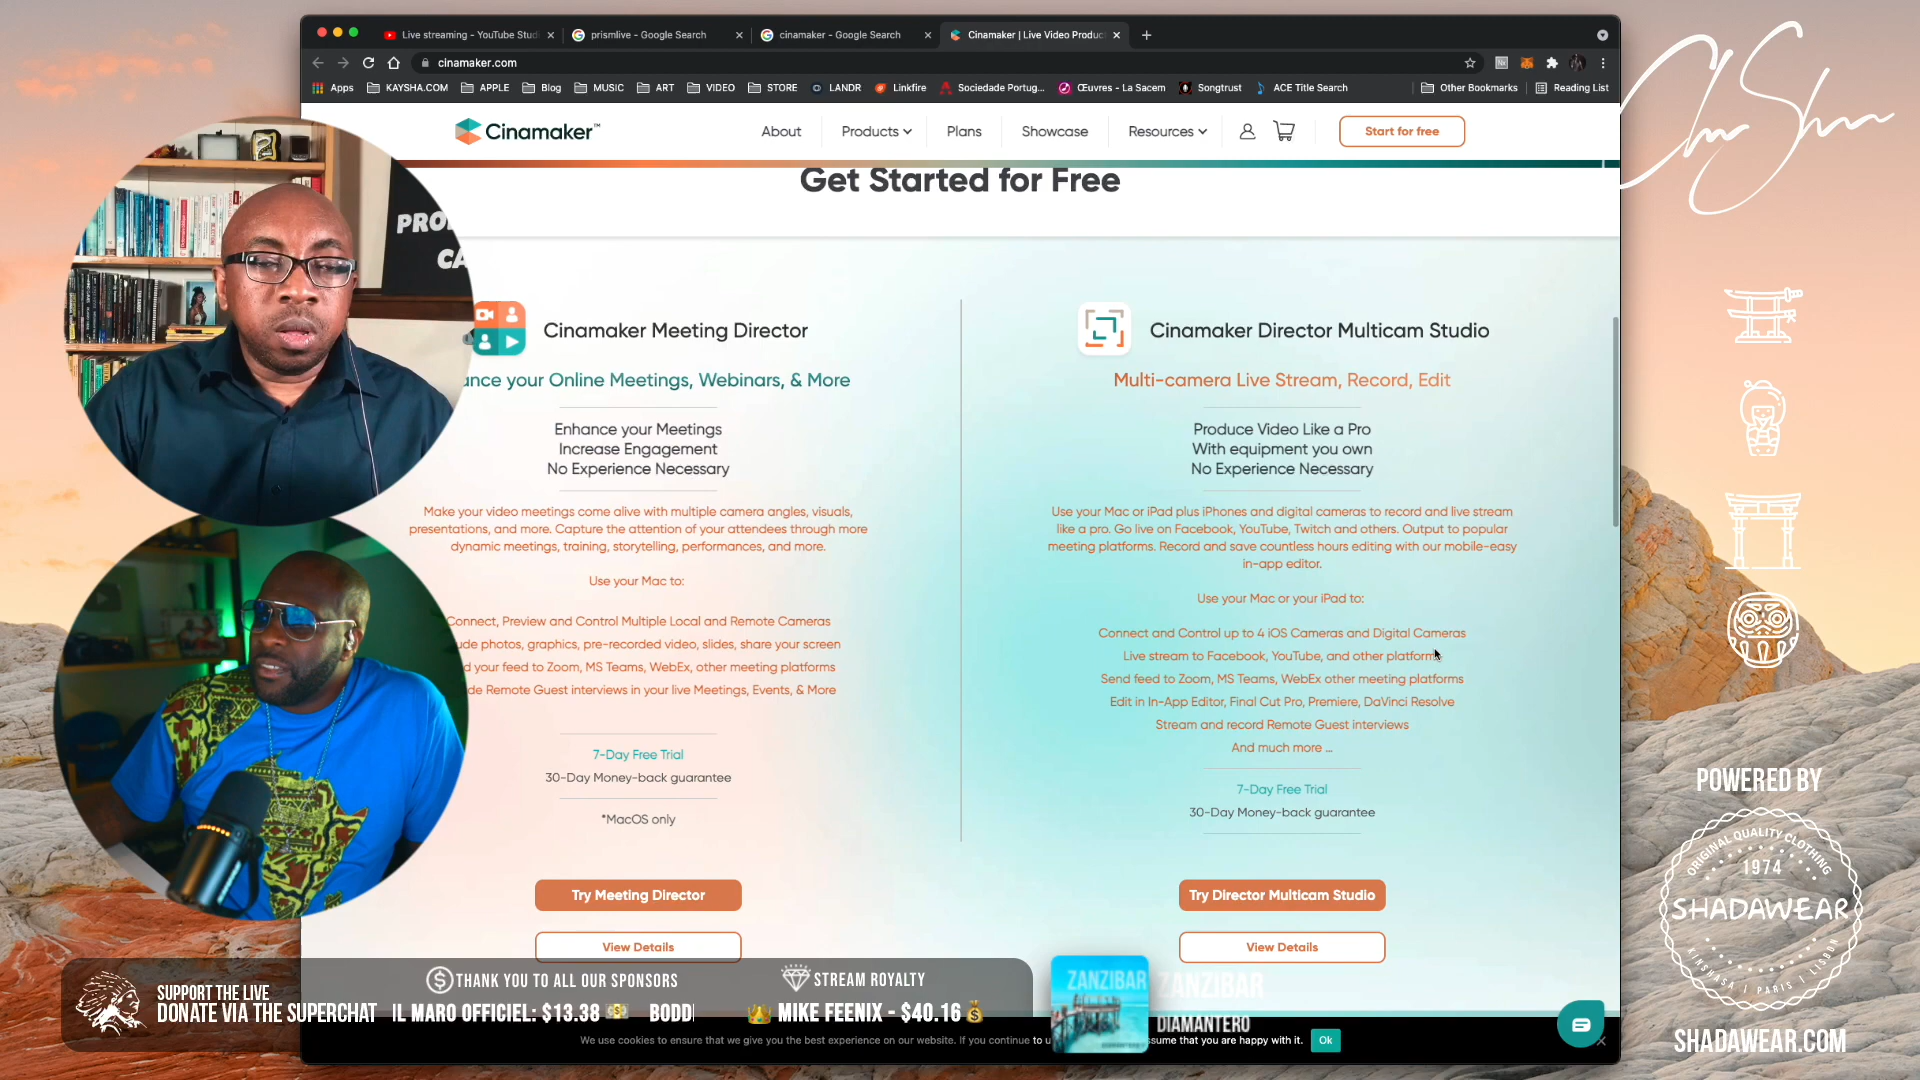 Live streaming - YouTube Studi
prismlive - Google Search
cinamaker - Google Search
Cinamaker | Live Video Produc
cinamaker.com
Apps
KAYSHA.COM
APPLE
Blog
MUSIC
ART
VIDEO
STORE
LANDR
Linkfire
Sociedade Portug...
Œuvres - La Sacem
Songtrust
ACE Title Search
Other Bookmarks
Reading List
Cinamaker™
About
Products
Plans
Showcase
Resources
Start for free
Get Started for Free
Cinamaker Meeting Director
ance your Online Meetings, Webinars, & More
Enhance your Meetings
Increase Engagement
No Experience Necessary
Make your video meetings come alive with multiple camera angles, visuals,
presentations, and more. Capture the attention of your attendees through more
dynamic meetings, training, storytelling, performances, and more.
Use your Mac to:
Connect, Preview and Control Multiple Local and Remote Cameras
ude photos, graphics, pre-recorded video, slides, share your screen
d your feed to Zoom, MS Teams, WebEx, other meeting platforms
de Remote Guest interviews in your live Meetings, Events, & More
7-Day Free Trial
30-Day Money-back guarantee
*MacOS only
Try Meeting Director
View Details
Cinamaker Director Multicam Studio
Multi-camera Live Stream, Record, Edit
Produce Video Like a Pro
With equipment you own
No Experience Necessary
Use your Mac or iPad plus iPhones and digital cameras to record and live stream
like a pro. Go live on Facebook, YouTube, Twitch and others. Output to popular
meeting platforms. Record and save countless hours editing with our mobile-easy
in-app editor.
Use your Mac or your iPad to:
Connect and Control up to 4 iOS Cameras and Digital Cameras
Live stream to Facebook, YouTube, and other platforms
Send feed to Zoom, MS Teams, WebEx other meeting platforms
Edit in In-App Editor, Final Cut Pro, Premiere, DaVinci Resolve
Stream and record Remote Guest interviews
And much more ...
7-Day Free Trial
30-Day Money-back guarantee
Try Director Multicam Studio
View Details
PRO
CA
SUPPORT THE LIVE
DONATE VIA THE SUPERCHAT
THANK YOU TO ALL OUR SPONSORS
IL MARO OFFICIEL: $13.38 💵 BODDI
STREAM ROYALTY
👑 MIKE FEENIX - $40.16 💰
ZANZIBAR
ZANZIBAR
DIAMANTERO
We use cookies to ensure that we give you the best experience on our website. If you continue to u
ssume that you are happy with it.
Ok
POWERED BY
ORIGINAL QUALITY CLOTHING
1974
SHADAWEAR
KINSHASA | PARIS | LISBON
SHADAWEAR.COM